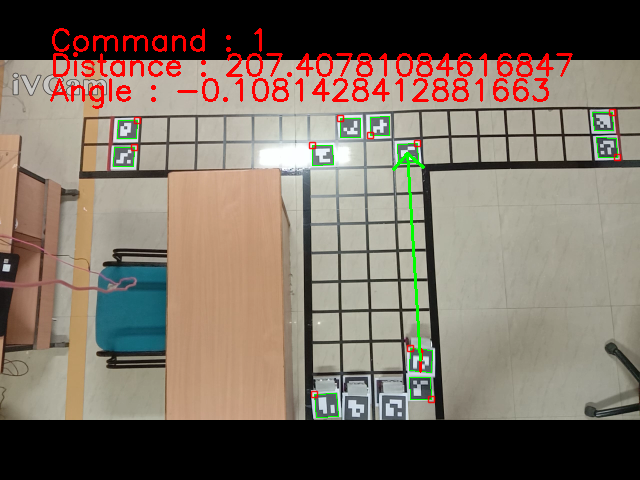 Command : 1
Distance : 207.40781084616847
iVCam
Angle : -0.1081428412881663